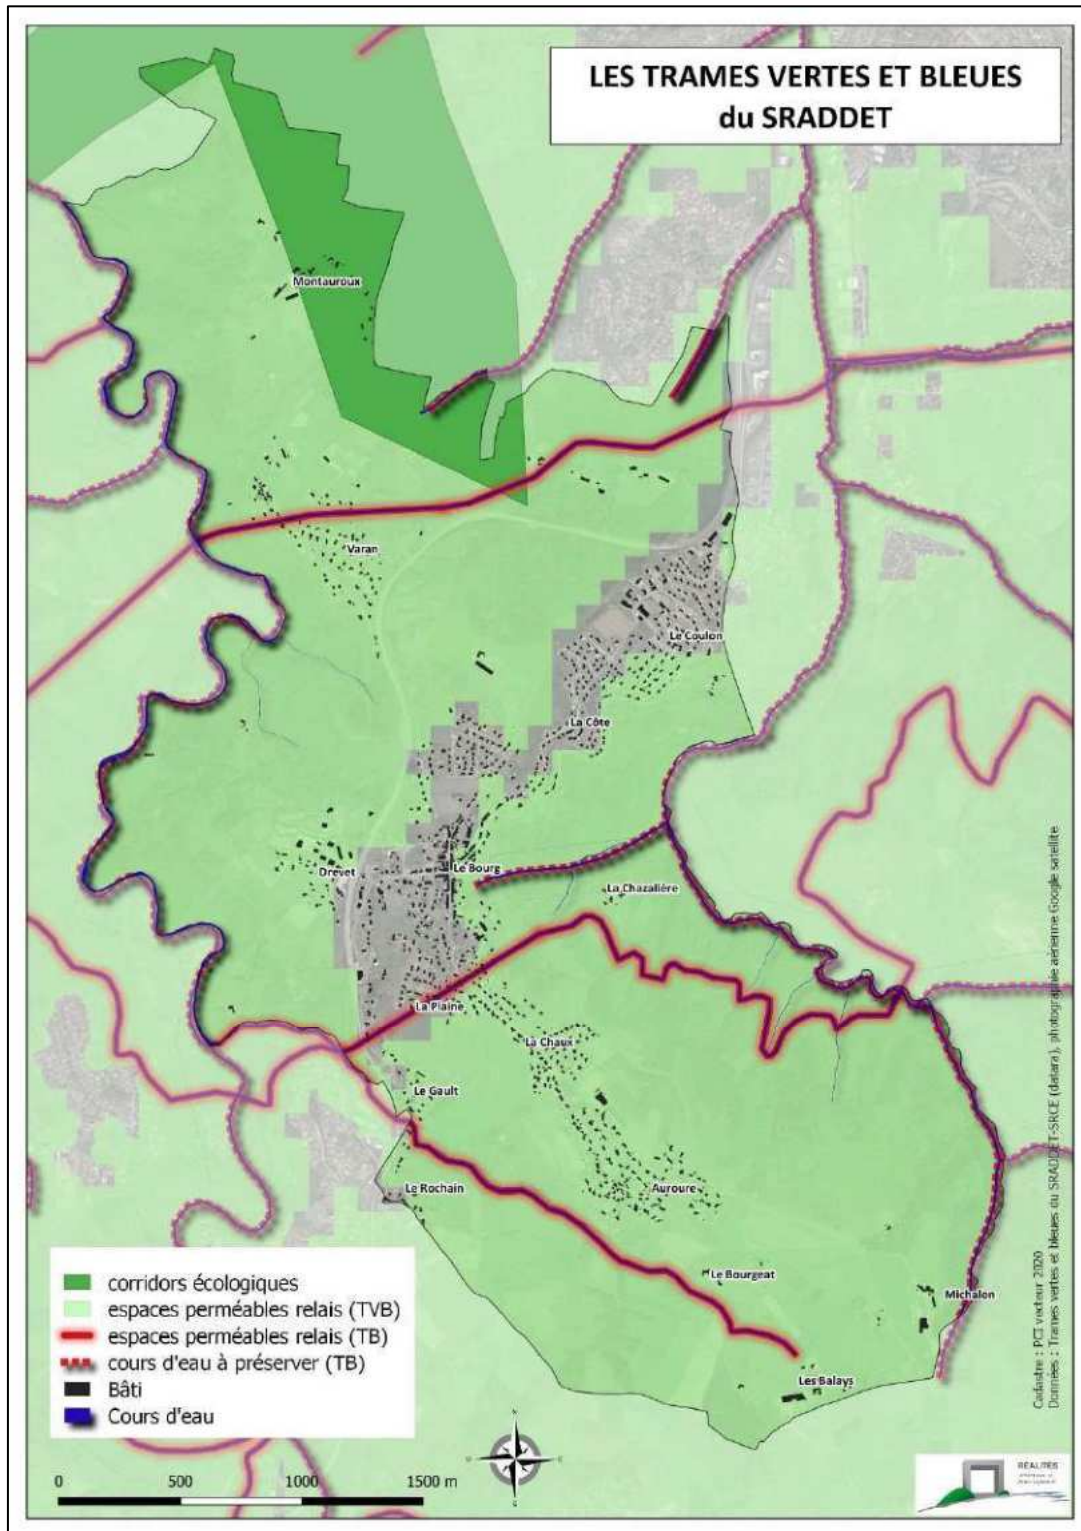 LES TRAMES VERTES ET BLEUES
du SRADDET
Montauroux
Varan
Le Coulon
La Côte
Drevet
Le Bourg
La Chazalière
La Plaine
La Chaux
Le Gault
Auroure
Le Rochain
Le Bourgeat
Michalon
Les Balays
corridors écologiques
espaces perméables relais (TVB)
espaces perméables relais (TB)
cours d'eau à préserver (TB)
Bâti
Cours d'eau
0 500 1000 1500 m
Cadastre : PCI vecteur 2020
Données : Trames vertes et bleues du SRADDET-SRCE (datara), photographie aérienne Google satellite
RÉALITÉS